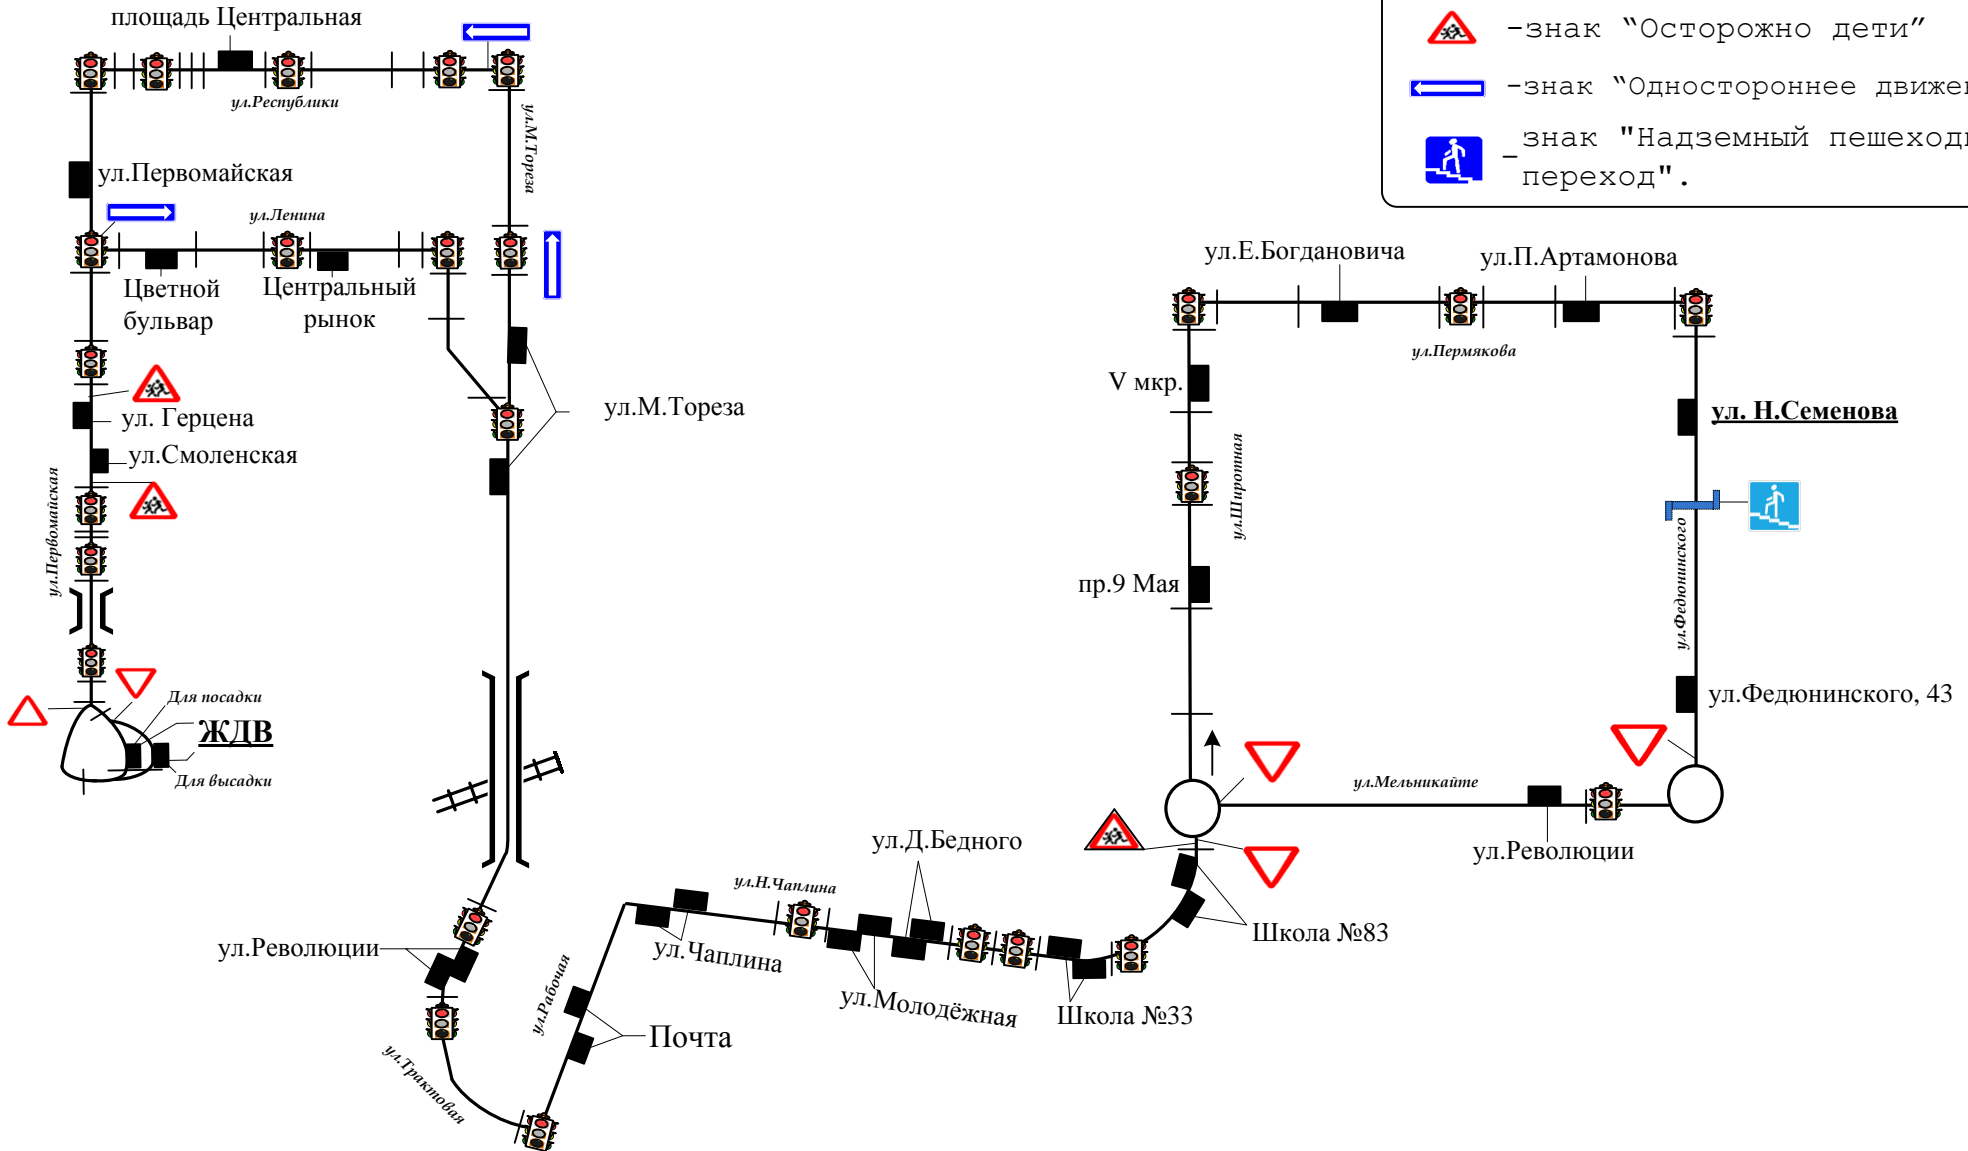 площадь Центральная
-знак “Осторожно дети”
-знак “Одностороннее
знак "Надземный
-
переход".
ул.Республики
ул.М.Тореза
ул.Первомайская
ул.Ленина
Цветной
бульвар
Центральный
рынок
ул. Герцена
ул.Смоленская
ул.М.Тореза
ул.Первомайская
Для посадки
ЖДВ
Для высадки
ул.Е.Богдановича
ул.П.Артамонова
ул.Пермякова
V мкр.
ул. Н.Семенова
ул.Широтная
пр.9 Мая
ул.Федюнинского
ул.Федюнинского, 43
ул.Мельникайте
ул.Революции
ул.Д.Бедного
ул.Н.Чаплина
Школа №83
ул.Революции
ул.Чаплина
ул.Молодёжная
Школа №33
ул.Рабочая
Почта
ул.Трактовая